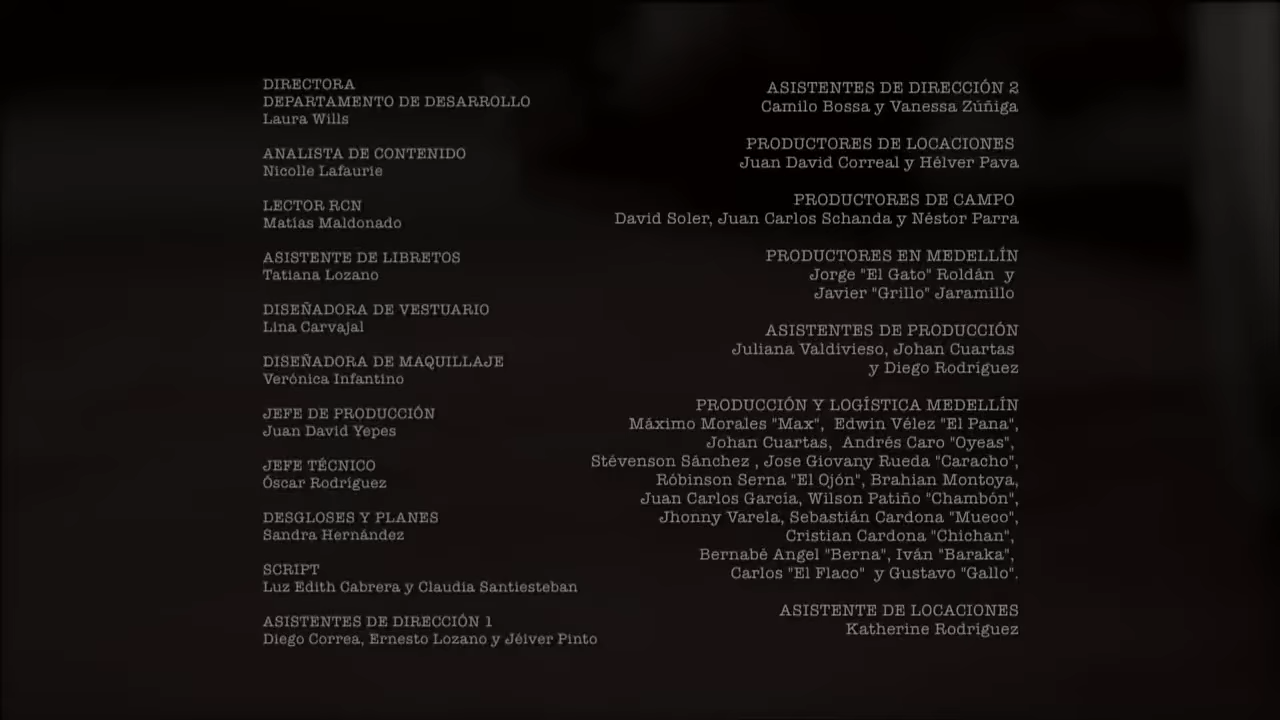 DIRECTORA
DEPARTAMENTO DE DESARROLLO
Laura Wills
ANALISTA DE CONTENIDO
Nicolle Lafaurie
LECTOR RCN
Matías Maldonado
ASISTENTE DE LIBRETOS
Tatiana Lozano
DISEÑADORA DE VESTUARIO
Lina Carvajal
DISEÑADORA DE MAQUILLAJE
Verónica Infantino
JEFE DE PRODUCCIÓN
Juan David Yepes
JEFE TÉCNICO
Óscar Rodríguez
DESGLOSES Y PLANES
Sandra Hernández
SCRIPT
Luz Edith Cabrera y Claudia Santiesteban
ASISTENTES DE DIRECCIÓN 1
Diego Correa, Ernesto Lozano y Jéiver Pinto
ASISTENTES DE DIRECCIÓN 2
Camilo Bossa y Vanessa Zúñiga
PRODUCTORES DE LOCACIONES
Juan David Correal y Hélver Pava
PRODUCTORES DE CAMPO
David Soler, Juan Carlos Schanda y Néstor Parra
PRODUCTORES EN MEDELLÍN
Jorge "El Gato" Roldán y
Javier "Grillo" Jaramillo
ASISTENTES DE PRODUCCIÓN
Juliana Valdivieso, Johan Cuartas
y Diego Rodríguez
PRODUCCIÓN Y LOGÍSTICA MEDELLÍN
Máximo Morales "Max", Edwin Vélez "El Pana",
Johan Cuartas, Andrés Caro "Oyeas",
Stévenson Sánchez , Jose Giovany Rueda "Caracho",
Róbinson Serna "El Ojón", Brahian Montoya,
Juan Carlos García, Wilson Patiño "Chambón",
Jhonny Varela, Sebastián Cardona "Mueco",
Cristian Cardona "Chichan",
Bernabé Angel "Berna", Iván "Baraka",
Carlos "El Flaco" y Gustavo "Gallo".
ASISTENTE DE LOCACIONES
Katherine Rodríguez